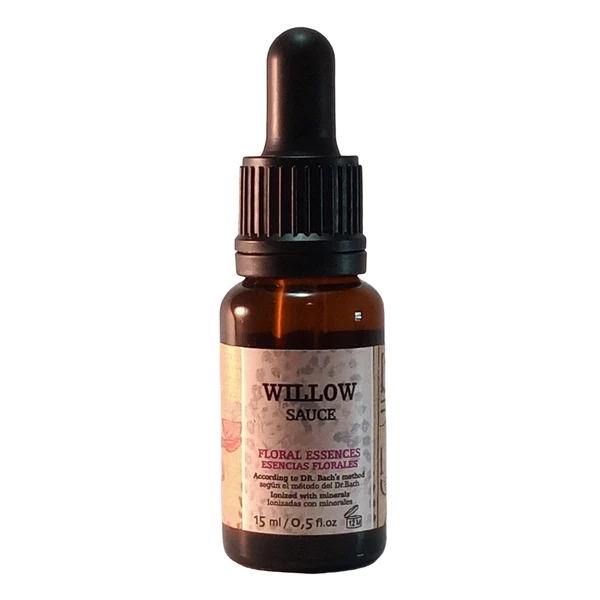 WILLOW
SAUCE
FLORAL ESSENCES
ESENCIAS FLORALES
According to DR. Bach's method
según el método del Dr.Bach
Ionized with minerals
Ionizadas con minerales
15 ml / 0,5 fl.oz
12 M